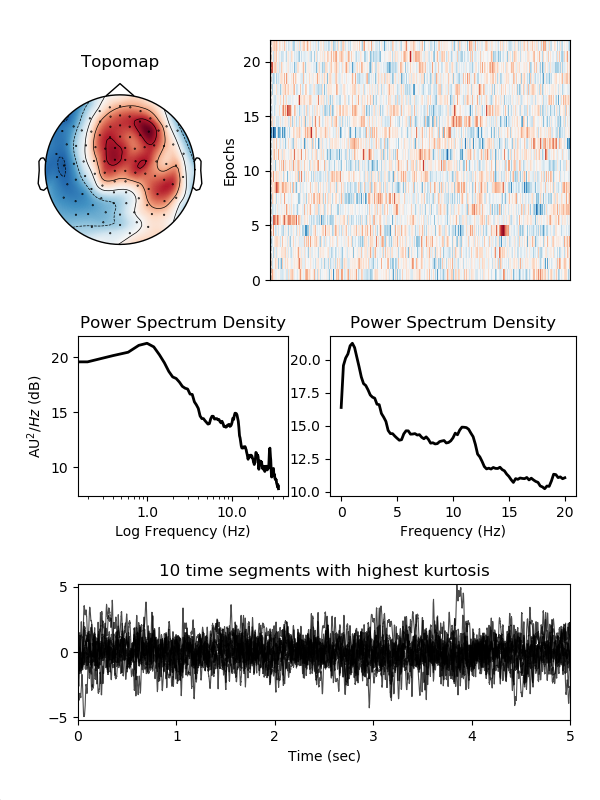 Topomap
Epochs
20
15
10
5
0
Power Spectrum Density
AU²/Hz (dB)
20
15
10
1.0 10.0
Log Frequency (Hz)
Power Spectrum Density
20.0
17.5
15.0
12.5
10.0
0 5 10 15 20
Frequency (Hz)
10 time segments with highest kurtosis
5
0
−5
0 1 2 3 4 5
Time (sec)